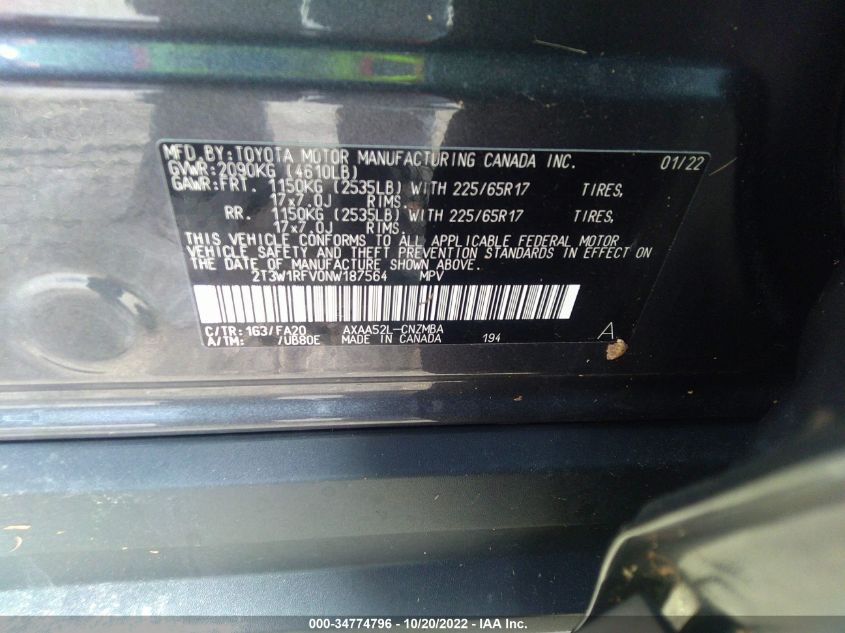 MFD. BY: TOYOTA MOTOR MANUFACTURING CANADA INC. 01/22
GVWR: 2090KG (4610LB)
GAWR: FRT. 1150KG (2535LB) WITH 225/65R17 TIRES,
17x7.0J RIMS.
RR. 1150KG (2535LB) WITH 225/65R17 TIRES,
17x7.0J RIMS.
THIS VEHICLE CONFORMS TO ALL APPLICABLE FEDERAL MOTOR
VEHICLE SAFETY AND THEFT PREVENTION STANDARDS IN EFFECT ON
THE DATE OF MANUFACTURE SHOWN ABOVE.
2T3W1RFV0NW187564 MPV
C/TR: 1G3/FA20 AXAA52L-CNZMBA
A/TM: /UB80E MADE IN CANADA 194 A
000-34774796 - 10/20/2022 - IAA Inc.